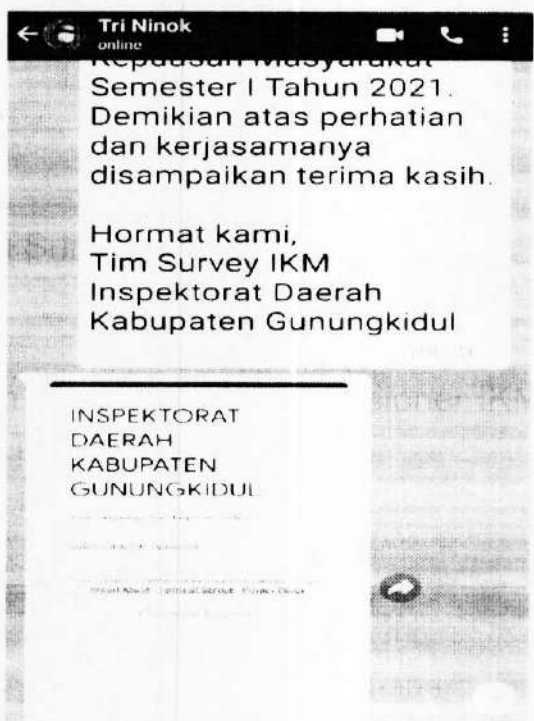 Tri Ninok
online
Semester I Tahun 2021.
Demikian atas perhatian
dan kerjasamanya
disampaikan terima kasih.
Hormat kami,
Tim Survey IKM
Inspektorat Daerah
Kabupaten Gunungkidul
INSPEKTORAT
DAERAH
KABUPATEN
GUNUNGKIDUL